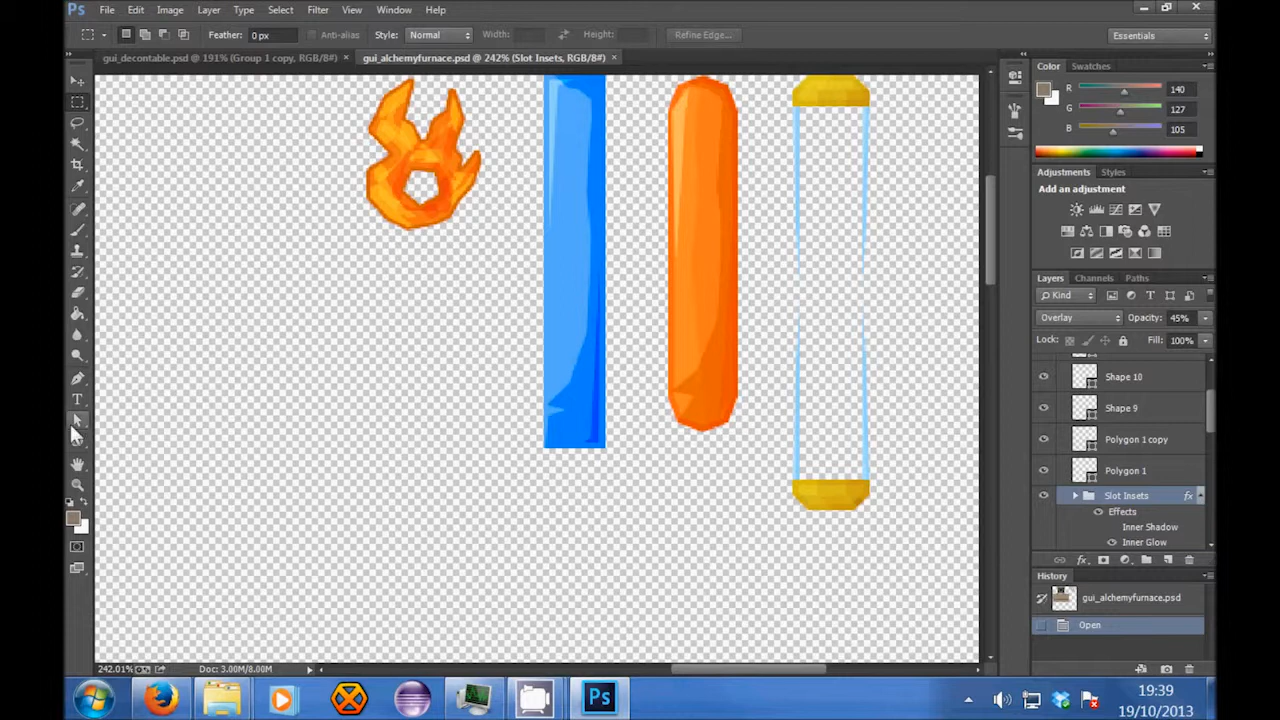 Ps File Edit Image Layer Type Select Filter View Window Help
Feather: 0 px Anti-alias Style: Normal Width: Height: Refine Edge... Essentials
gui_decontable.psd @ 191% (Group 1 copy, RGB/8#) × gui_alchemyfurnace.psd @ 242% (Slot Insets, RGB/8#) ×
Color Swatches
R 140
G 127
B 105
Adjustments Styles
Add an adjustment
Layers Channels Paths
Kind
Overlay Opacity: 45%
Lock: Fill: 100%
Shape 10
Shape 9
Polygon 1 copy
Polygon 1
Slot Insets fx
Effects
Inner Shadow
Inner Glow
History
gui_alchemyfurnace.psd
Open
242.01% Doc: 3.00M/8.00M
Ps
19:39
19/10/2013